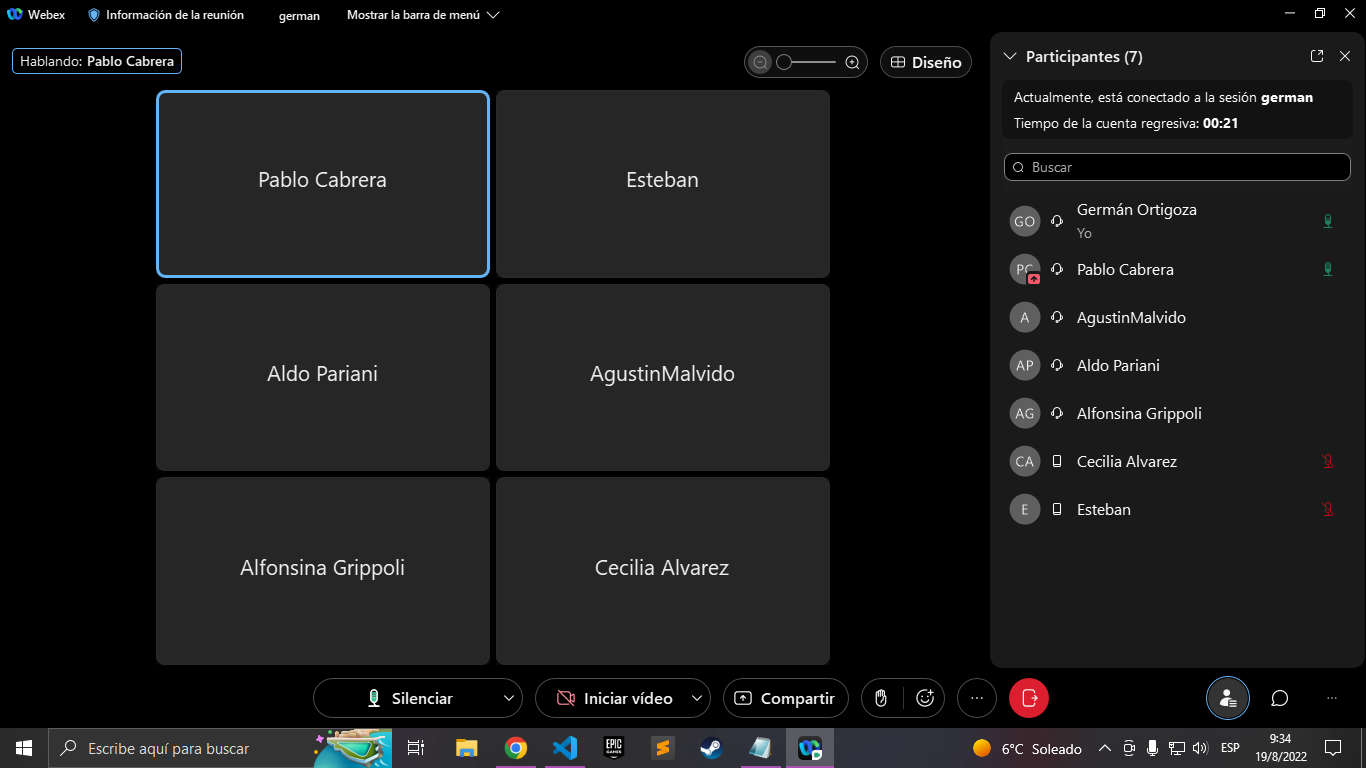 Webex
Información de la reunión
german
Mostrar la barra de menú
Hablando: Pablo Cabrera
Diseño
Pablo Cabrera
Esteban
Aldo Pariani
AgustinMalvido
Alfonsina Grippoli
Cecilia Alvarez
Participantes (7)
Actualmente, está conectado a la sesión german
Tiempo de la cuenta regresiva: 00:21
Buscar
GO
Germán Ortigoza
Yo
PC
Pablo Cabrera
A
AgustinMalvido
AP
Aldo Pariani
AG
Alfonsina Grippoli
CA
Cecilia Alvarez
E
Esteban
Silenciar
Iniciar vídeo
Compartir
Escribe aquí para buscar
EPIC
GAMES
6°C Soleado
ESP
9:34
19/8/2022